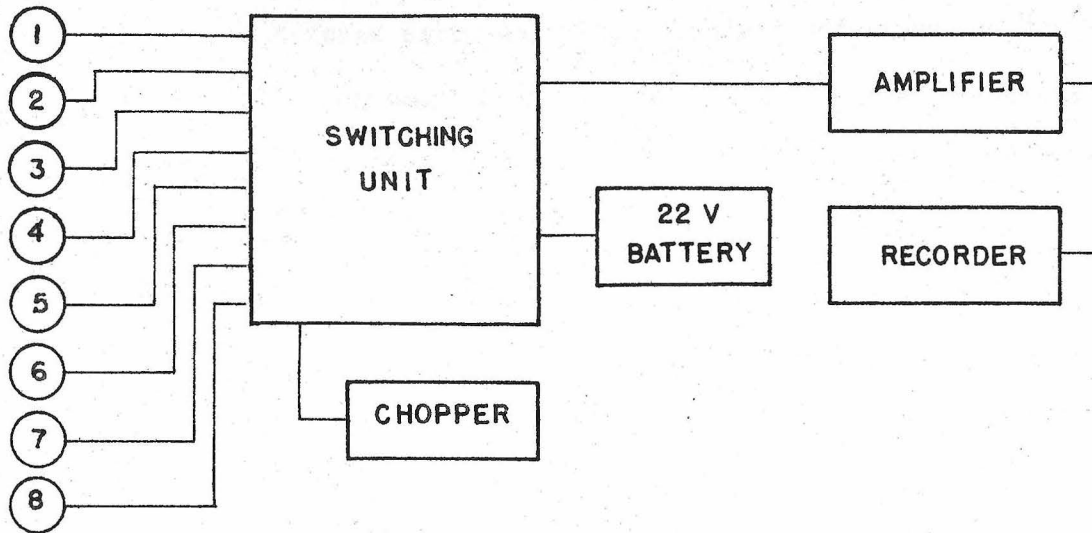 1
2
3
4
5
6
7
8
SWITCHING
UNIT
AMPLIFIER
22 V
BATTERY
RECORDER
CHOPPER